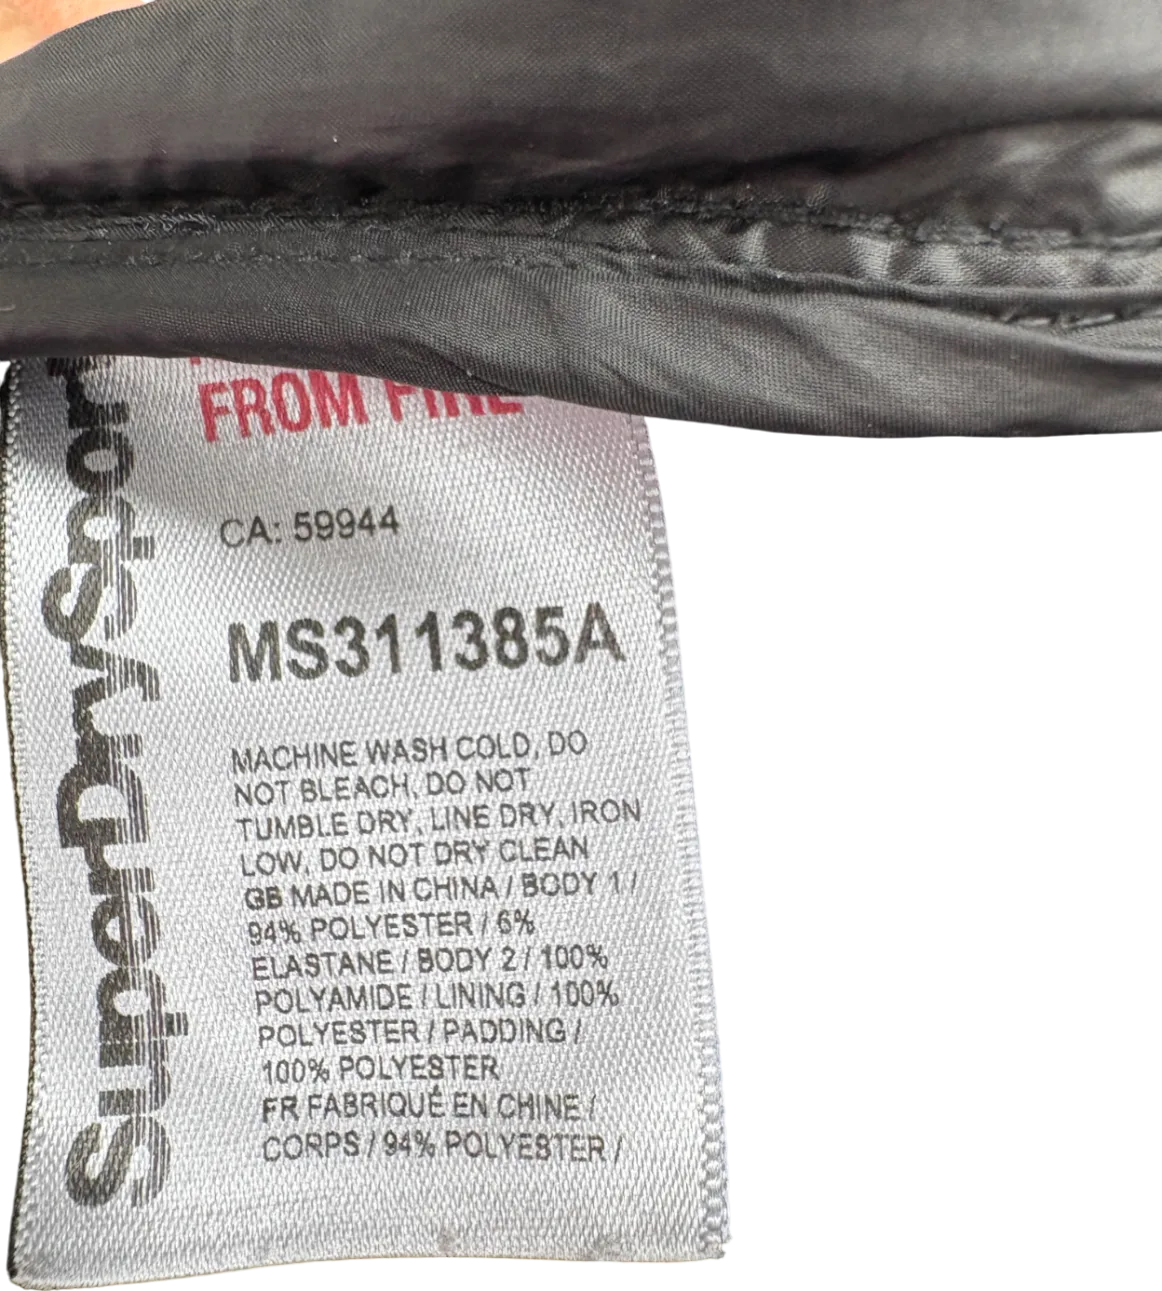 FROM FIRE
SuperDry Sport
CA: 59944
MS311385A
MACHINE WASH COLD, DO
NOT BLEACH, DO NOT
TUMBLE DRY, LINE DRY, IRON
LOW, DO NOT DRY CLEAN
GB MADE IN CHINA / BODY 1 /
94% POLYESTER / 6%
ELASTANE / BODY 2 / 100%
POLYAMIDE / LINING / 100%
POLYESTER / PADDING /
100% POLYESTER
FR FABRIQUÉ EN CHINE /
CORPS / 94% POLYESTER /